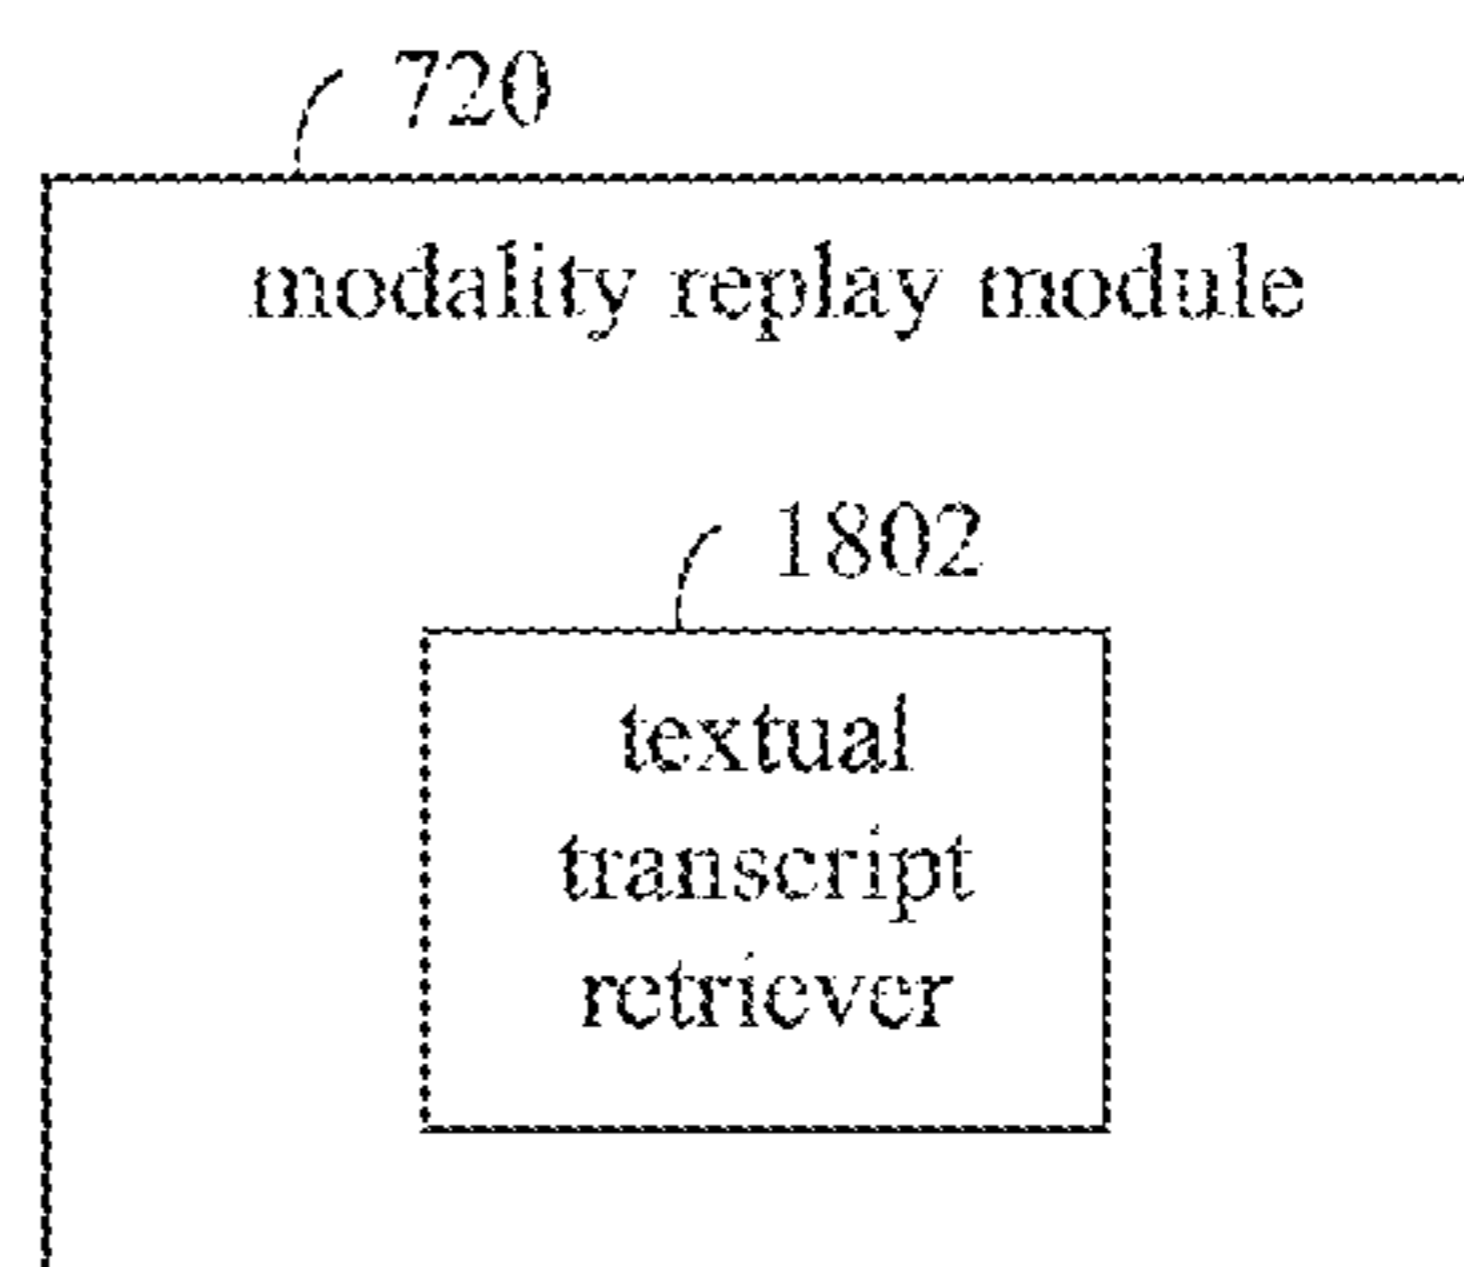 720
modality replay module
1802
textual
transcript
retriever